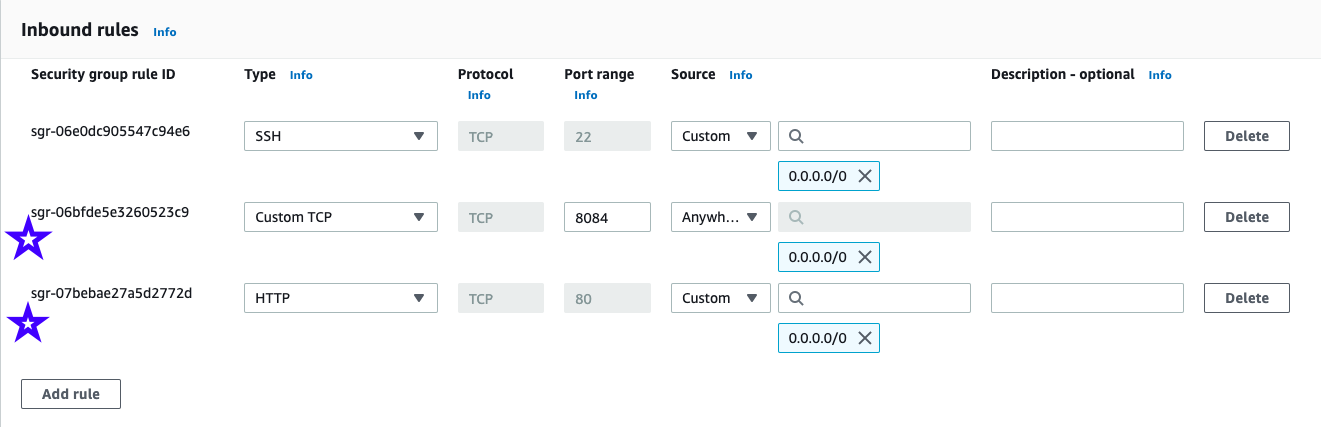 Inbound rules Info
Security group rule ID Type Info Protocol Info Port range Info Source Info Description - optional Info
sgr-06e0dc905547c94e6 SSH TCP 22 Custom Delete
0.0.0.0/0
sgr-06bfde5e3260523c9 Custom TCP TCP 8084 Anywh... Delete
0.0.0.0/0
sgr-07bebae27a5d2772d HTTP TCP 80 Custom Delete
0.0.0.0/0
Add rule